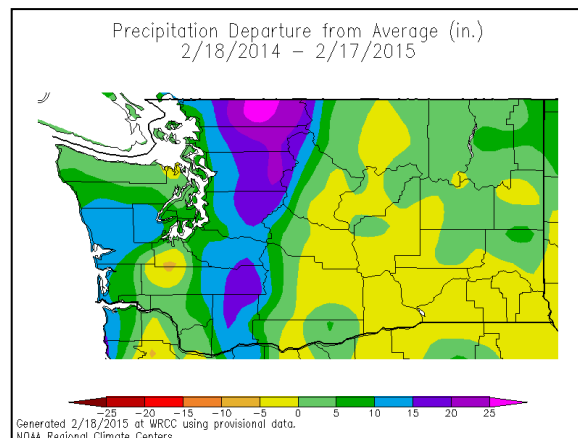 Precipitation Departure from Average (in.)
2/18/2014 – 2/17/2015
-25 -20 -15 -10 -5 0 5 10 15 20 25
Generated 2/18/2015 at WRCC using provisional data.
NOAA Regional Climate Centers